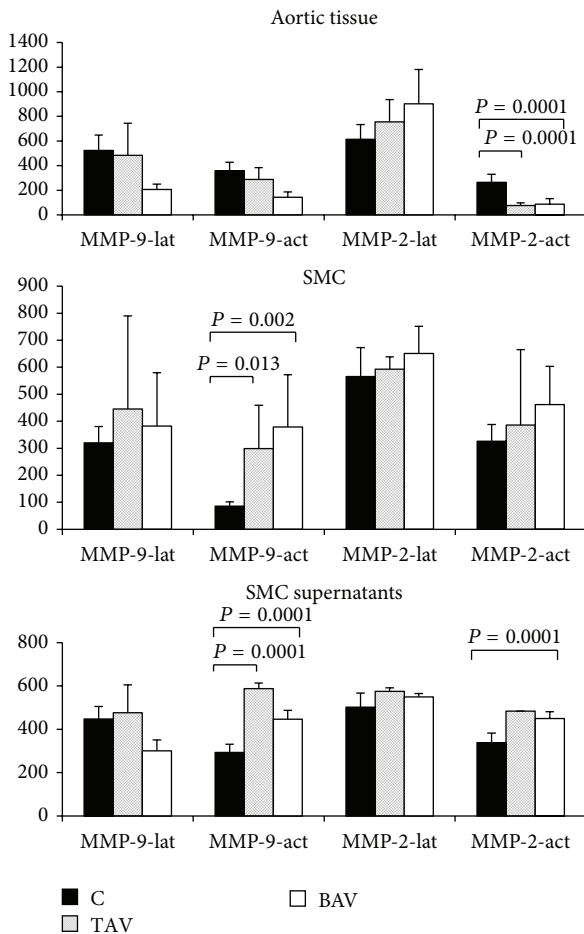 Aortic tissue
1400
1200
1000
800
600
400
200
0
P = 0.0001
P = 0.0001
MMP-9-lat MMP-9-act MMP-2-lat MMP-2-act
SMC
900
800
700
600
500
400
300
200
100
0
P = 0.002
P = 0.013
MMP-9-lat MMP-9-act MMP-2-lat MMP-2-act
SMC supernatants
800
600
400
200
0
P = 0.0001
P = 0.0001
P = 0.0001
MMP-9-lat MMP-9-act MMP-2-lat MMP-2-act
C
TAV
BAV